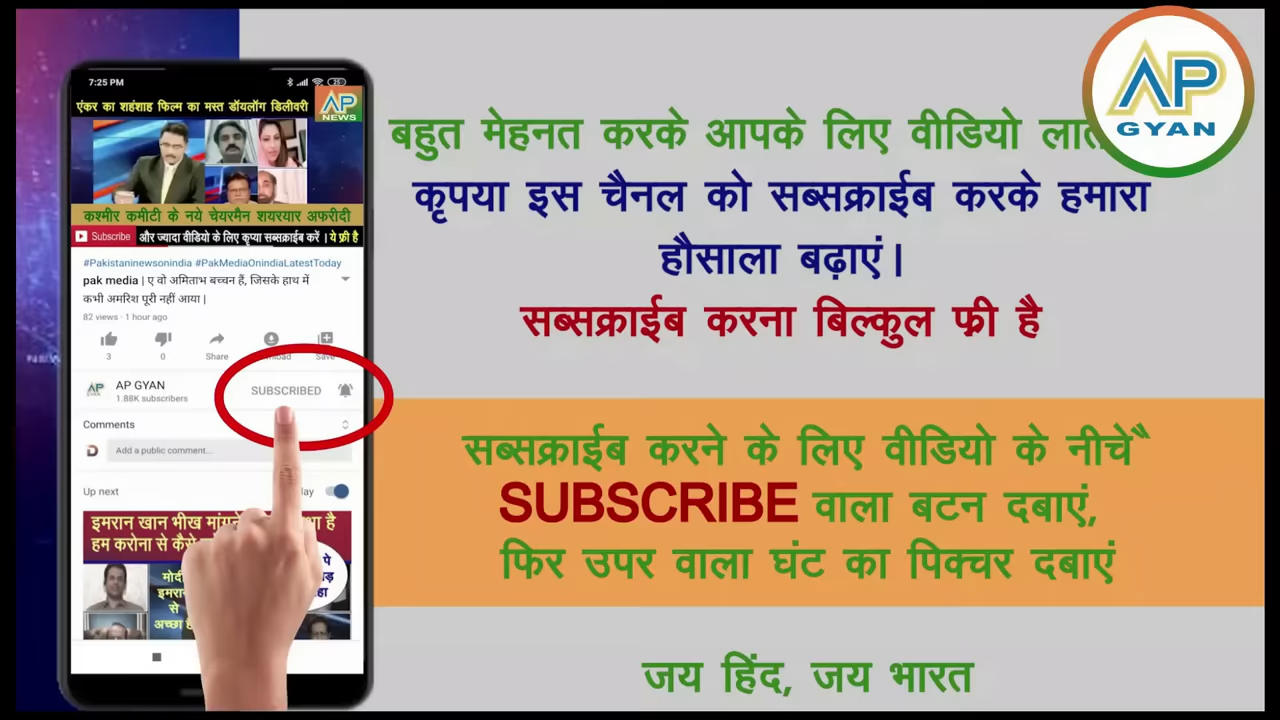 7:25 PM
एंकर का शहंशाह फिल्म का मस्त डॉयलॉग डिलीवरी
AP
NEWS
कश्मीर कमीटी के नये चेयरमैन शयरयार अफरीदी
Subscribe और ज्यादा वीडियो के लिए कृप्या सब्सक्राईब करें | ये फ्री है
#Pakistaninewsonindia #PakMediaOnindiaLatestToday
pak media | ए वो अमिताभ बच्चन हैं, जिसके हाथ में
कभी अमरिश पूरी नहीं आया |
82 views · 1 hour ago
3 0 Share Save
AP GYAN
1.88K subscribers
SUBSCRIBED
Comments
Add a public comment...
Up next
इमरान खान भीख मांगने है
हम करोना से कैसे
मोदी
इमरान
से
अच्छा
AP
GYAN
बहुत मेहनत करके आपके लिए वीडियो
कृपया इस चैनल को सब्सक्राईब करके हमारा
हौसाला बढ़ाएं |
सब्सक्राईब करना बिल्कुल फ्री है
सब्सक्राईब करने के लिए वीडियो के नीचे
SUBSCRIBE वाला बटन दबाएं,
फिर उपर वाला घंट का पिक्चर दबाएं
जय हिंद, जय भारत